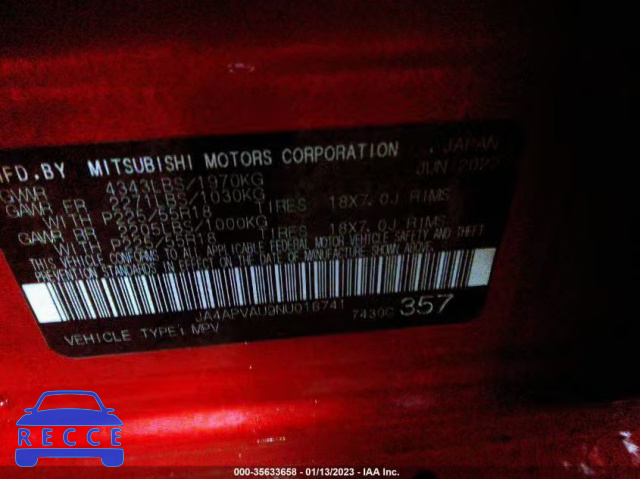 MFD.BY MITSUBISHI MOTORS CORPORATION JAPAN
GVWR 4343LBS/1970KG JUN 2022
GAWR FR 2271LBS/1030KG
WITH P225/55R18 TIRES 18X7.0J RIMS
GAWR RR 2205LBS/1000KG
WITH P225/55R18 TIRES 18X7.0J RIMS
THIS VEHICLE CONFORMS TO ALL APPLICABLE FEDERAL MOTOR VEHICLE SAFETY AND THEFT
PREVENTION STANDARDS IN EFFECT ON THE DATE OF MANUFACTURE SHOWN ABOVE.
JA4APVAU9NU016741 7430G 357
VEHICLE TYPE: MPV
RECCE
000-35633658 - 01/13/2023 - IAA Inc.